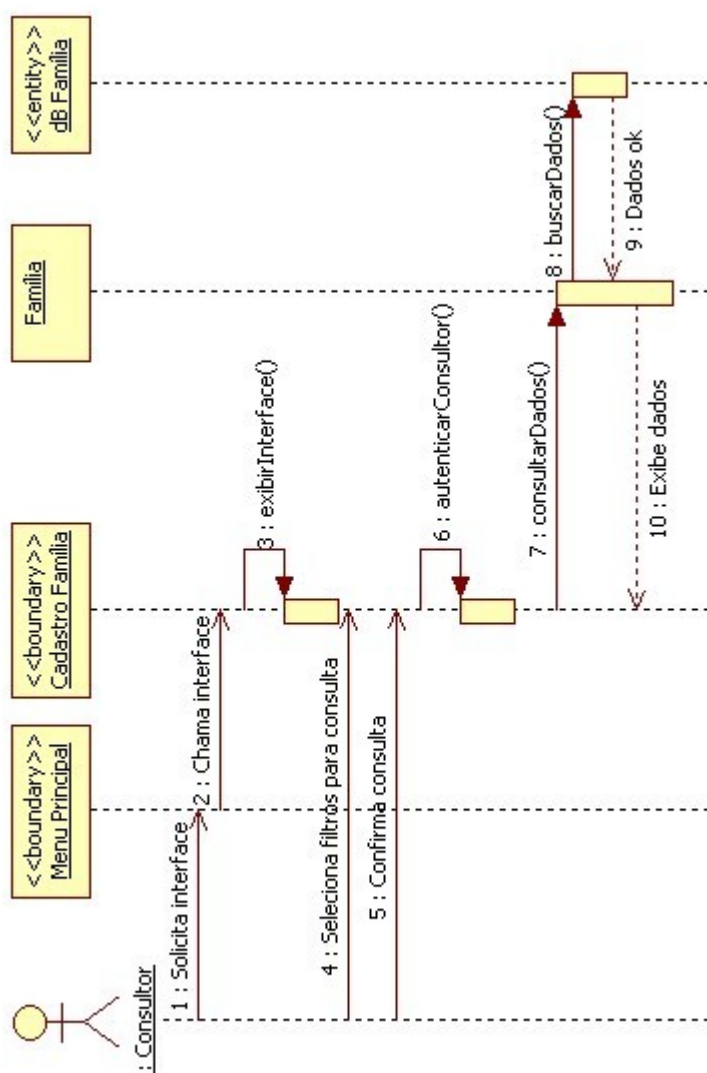 : Consultor
<<boundary>>
Menu Principal
<<boundary>>
Cadastro Família
Família
<<entity>>
dB Família
1 : Solicita interface
2 : Chama interface
3 : exibirInterface()
4 : Seleciona filtros para consulta
5 : Confirma consulta
6 : autenticarConsultor()
7 : consultarDados()
8 : buscarDados()
9 : Dados ok
10 : Exibe dados